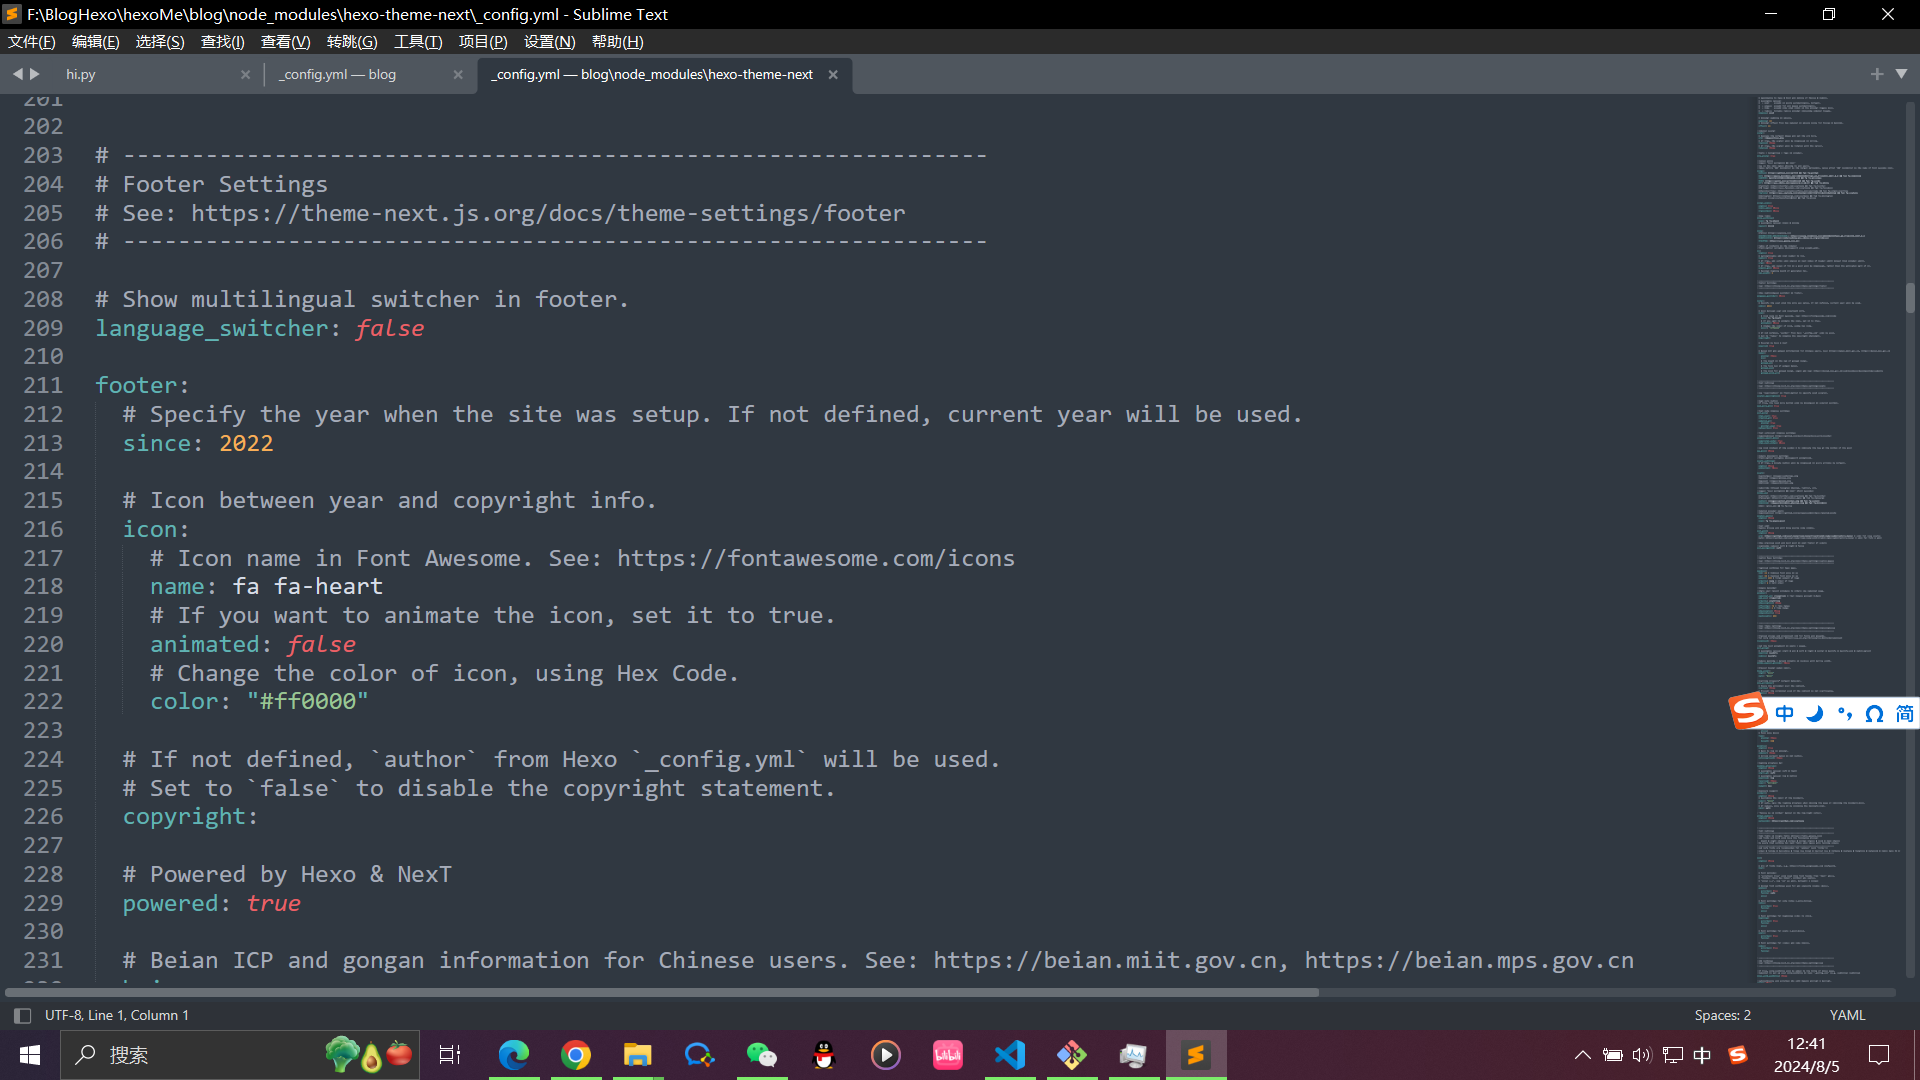 F:\BlogHexo\hexoMe\blog\node_modules\hexo-theme-next\_config.yml - Sublime Text
文件(F) 编辑(E) 选择(S) 查找(I) 查看(V) 转跳(G) 工具(T) 项目(P) 设置(N) 帮助(H)
hi.py
_config.yml — blog
_config.yml — blog\node_modules\hexo-theme-next
201
202
203 # ---------------------------------------------------------------
204 # Footer Settings
205 # See: https://theme-next.js.org/docs/theme-settings/footer
206 # ---------------------------------------------------------------
207
208 # Show multilingual switcher in footer.
209 language_switcher: false
210
211 footer:
212   # Specify the year when the site was setup. If not defined, current year will be used.
213   since: 2022
214
215   # Icon between year and copyright info.
216   icon:
217     # Icon name in Font Awesome. See: https://fontawesome.com/icons
218     name: fa fa-heart
219     # If you want to animate the icon, set it to true.
220     animated: false
221     # Change the color of icon, using Hex Code.
222     color: "#ff0000"
223
224   # If not defined, `author` from Hexo `_config.yml` will be used.
225   # Set to `false` to disable the copyright statement.
226   copyright:
227
228   # Powered by Hexo & NexT
229   powered: true
230
231   # Beian ICP and gongan information for Chinese users. See: https://beian.miit.gov.cn, https://beian.mps.gov.cn
中 简
UTF-8, Line 1, Column 1
Spaces: 2
YAML
搜索
bilibili
中
12:41
2024/8/5